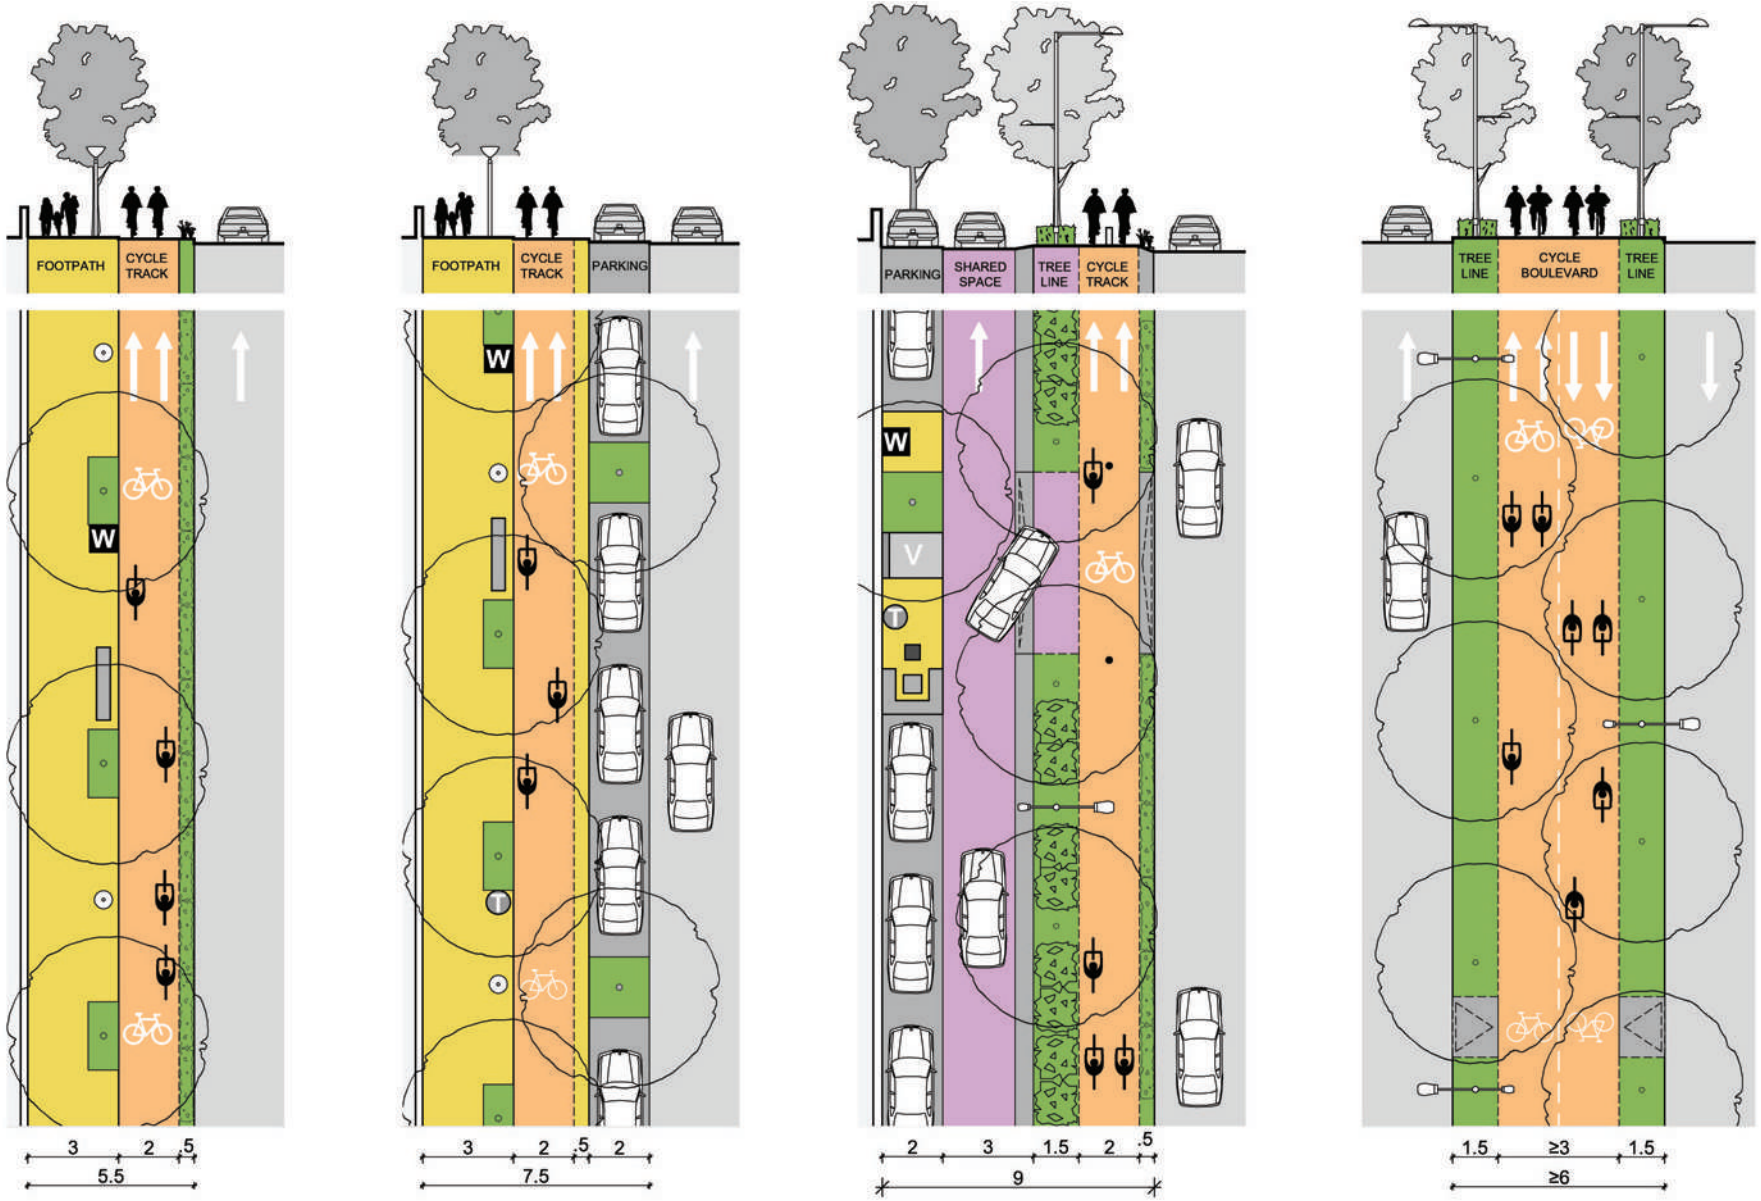 FOOTPATH
CYCLE
TRACK
FOOTPATH
CYCLE
TRACK
PARKING
PARKING
SHARED
SPACE
TREE
LINE
CYCLE
TRACK
TREE
LINE
CYCLE
BOULEVARD
TREE
LINE
W
W
T
W
V
T
3
2
.5
5.5
3
2
.5
2
7.5
2
3
1.5
2
.5
9
1.5
≥3
1.5
≥6